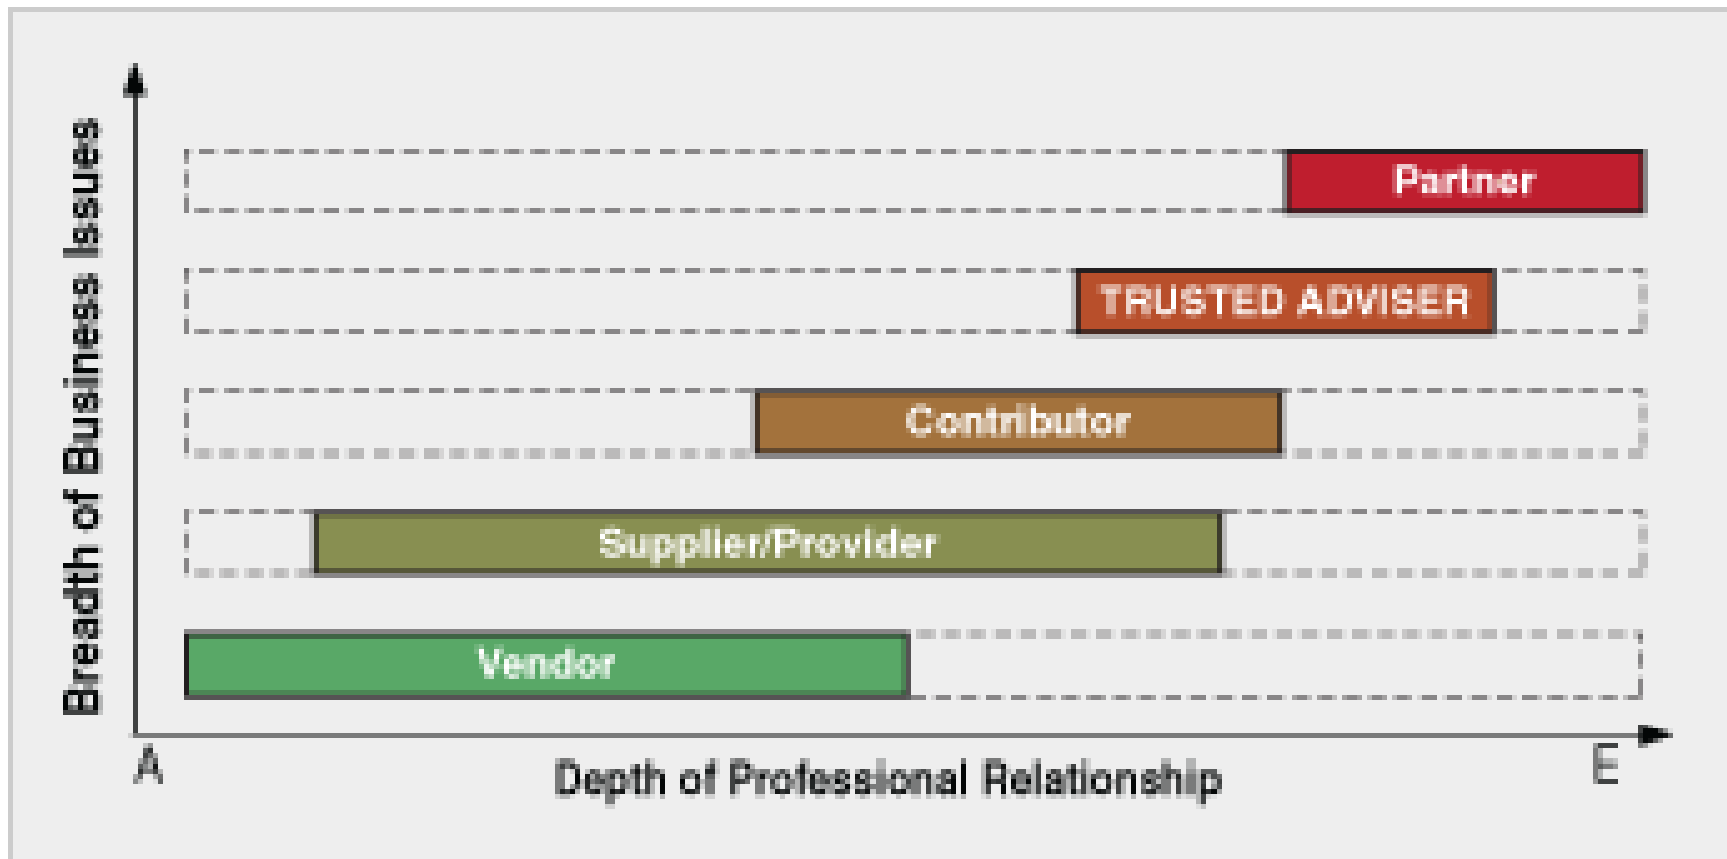 Breadth of Business Issues
Partner
TRUSTED ADVISER
Contributor
Supplier/Provider
Vendor
A
E
Depth of Professional Relationship